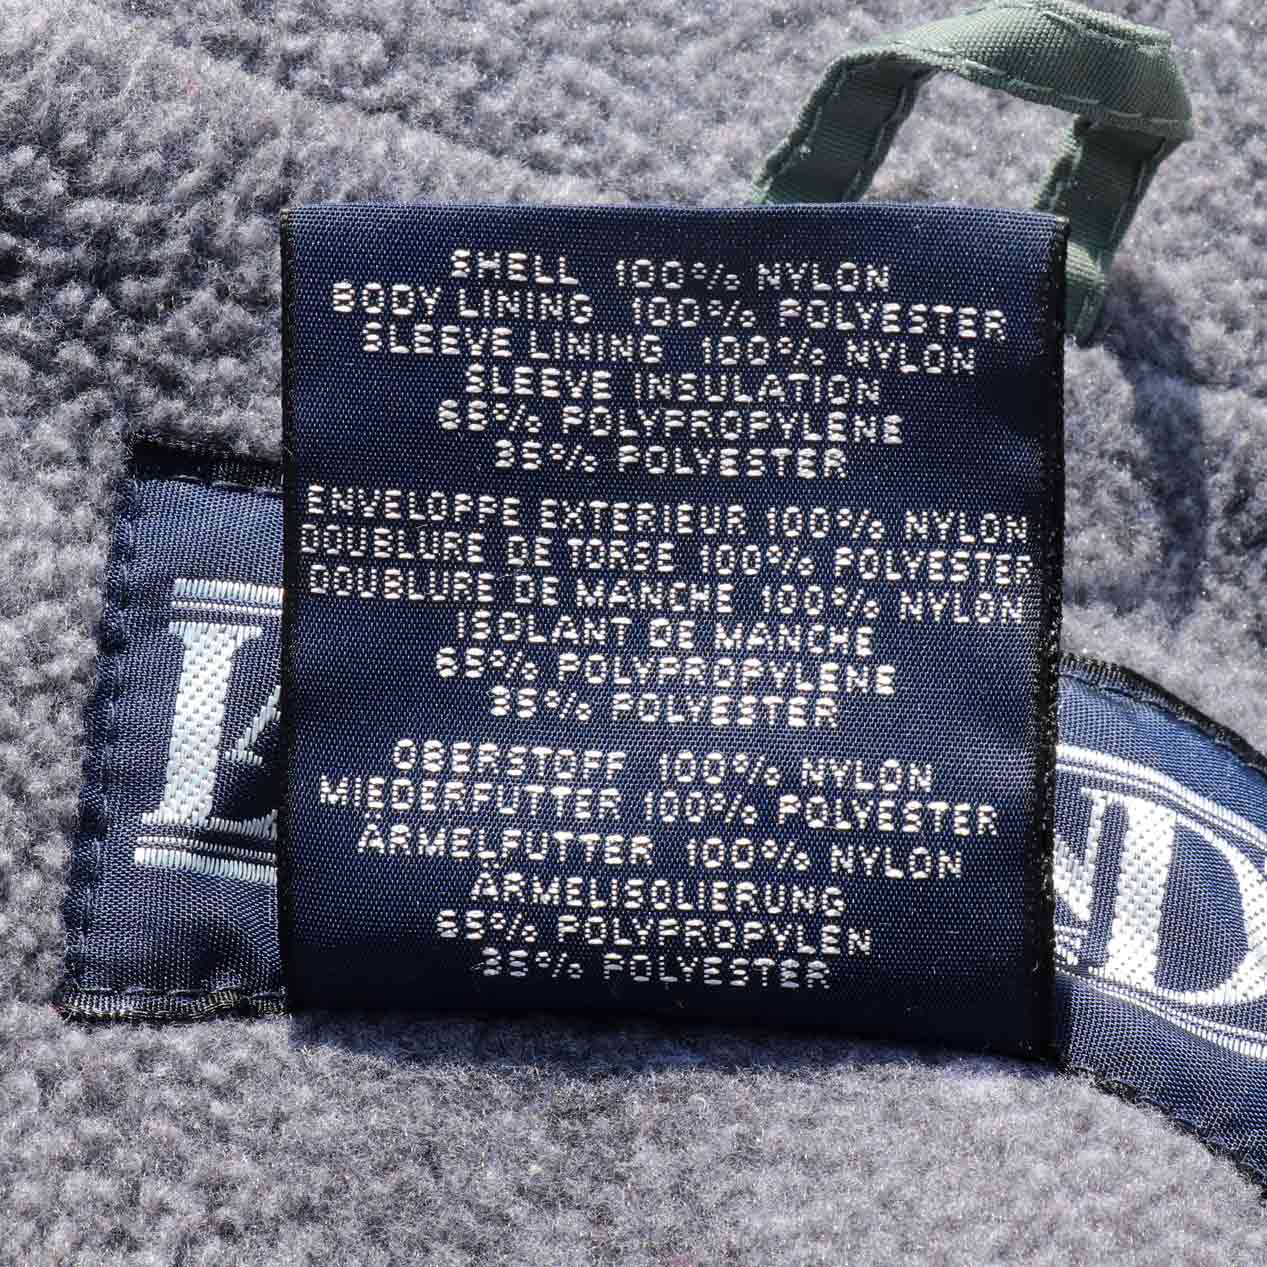 SHELL 100% NYLON
BODY LINING 100% POLYESTER
SLEEVE LINING 100% NYLON
SLEEVE INSULATION
65% POLYPROPYLENE
35% POLYESTER
ENVELOPPE EXTERIEUR 100% NYLON
DOUBLURE DE TORSE 100% POLYESTER
DOUBLURE DE MANCHE 100% NYLON
ISOLANT DE MANCHE
65% POLYPROPYLENE
35% POLYESTER
OBERSTOFF 100% NYLON
MIEDERFUTTER 100% POLYESTER
ÄRMELFUTTER 100% NYLON
ÄRMELISOLIERUNG
65% POLYPROPYLEN
35% POLYESTER